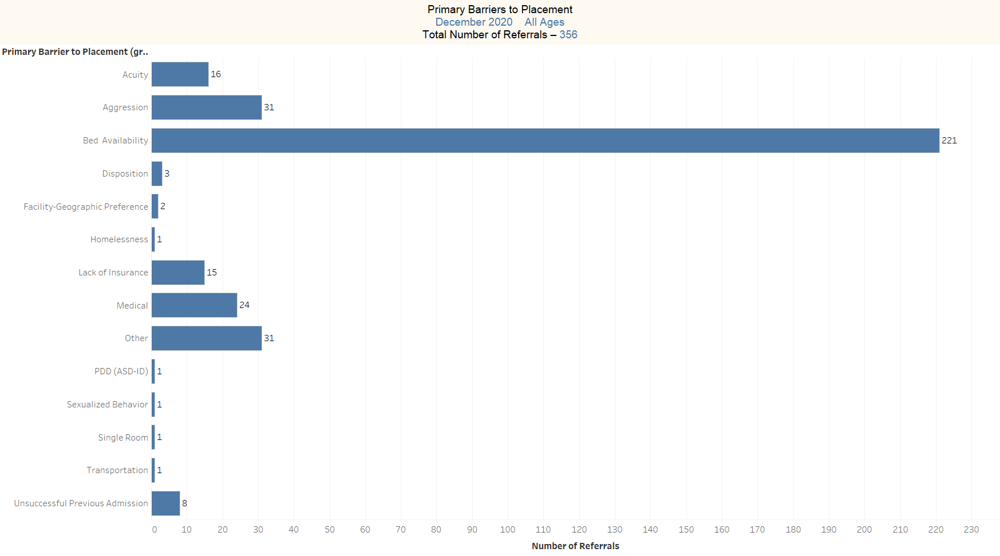 Primary Barriers to Placement
December 2020 All Ages
Total Number of Referrals – 356
Primary Barrier to Placement (gr..
Acuity 16
Aggression 31
Bed Availability 221
Disposition 3
Facility-Geographic Preference 2
Homelessness 1
Lack of Insurance 15
Medical 24
Other 31
PDD (ASD-ID) 1
Sexualized Behavior 1
Single Room 1
Transportation 1
Unsuccessful Previous Admission 8
0 10 20 30 40 50 60 70 80 90 100 110 120 130 140 150 160 170 180 190 200 210 220 230
Number of Referrals